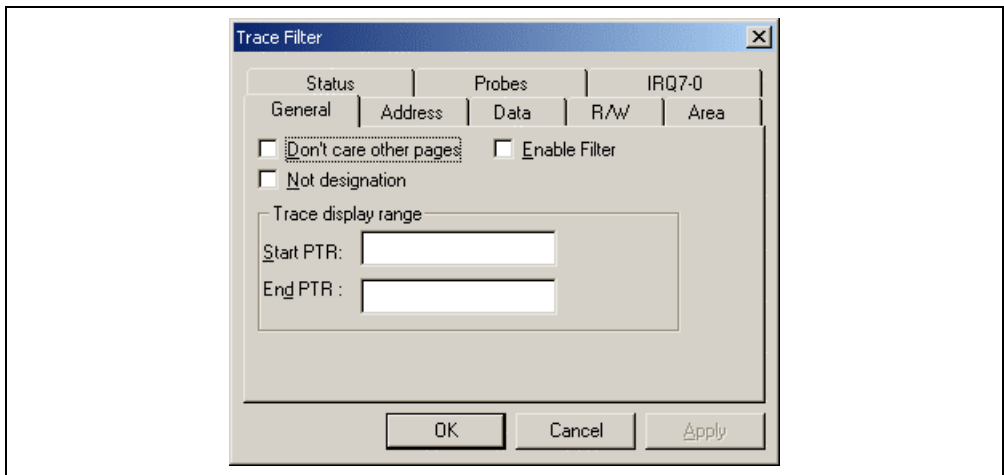 Trace Filter
Status Probes IRQ7-0
General Address Data R/W Area
Don't care other pages Enable Filter
Not designation
Trace display range
Start PTR:
End PTR :
OK Cancel Apply